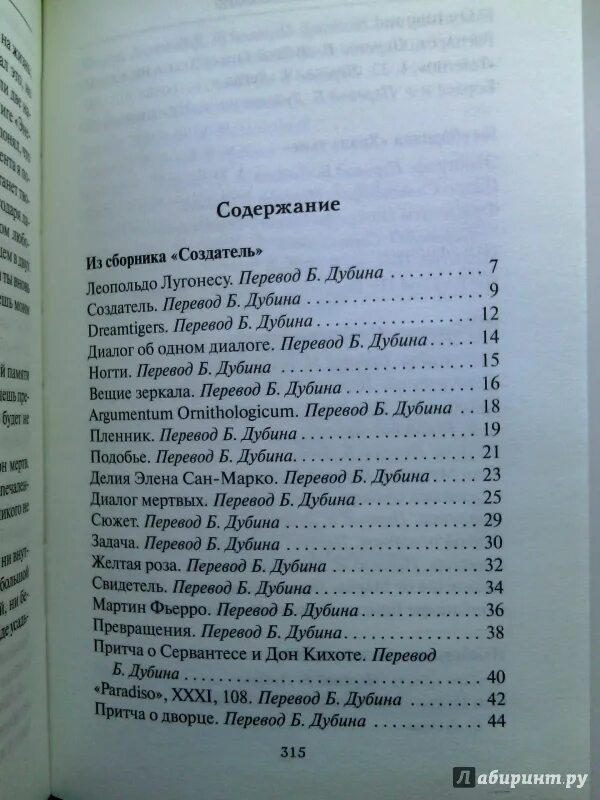 Содержание
Из сборника «Создатель»
Леопольдо Лугонесу. Перевод Б. Дубина . . . . . . . . . . 7
Создатель. Перевод Б. Дубина . . . . . . . . . . . . . . . . . . 9
Dreamtigers. Перевод Б. Дубина . . . . . . . . . . . . . . . . 12
Диалог об одном диалоге. Перевод Б. Дубина . . . . . . 14
Ногти. Перевод Б. Дубина . . . . . . . . . . . . . . . . . . . . 15
Вещие зеркала. Перевод Б. Дубина . . . . . . . . . . . . . . 16
Argumentum Ornithologicum. Перевод Б. Дубина . . . 18
Пленник. Перевод Б. Дубина . . . . . . . . . . . . . . . . . . 19
Подобье. Перевод Б. Дубина. . . . . . . . . . . . . . . . . . . 21
Делия Элена Сан-Марко. Перевод Б. Дубина . . . . . . 23
Диалог мертвых. Перевод Б. Дубина . . . . . . . . . . . . . 25
Сюжет. Перевод Б. Дубина . . . . . . . . . . . . . . . . . . . 29
Задача. Перевод Б. Дубина . . . . . . . . . . . . . . . . . . . 30
Желтая роза. Перевод Б. Дубина . . . . . . . . . . . . . . . 32
Свидетель. Перевод Б. Дубина . . . . . . . . . . . . . . . . . 34
Мартин Фьерро. Перевод Б. Дубина . . . . . . . . . . . . . 36
Превращения. Перевод Б. Дубина . . . . . . . . . . . . . . . 38
Притча о Сервантесе и Дон Кихоте. Перевод
Б. Дубина . . . . . . . . . . . . . . . . . . . . . . . . . . . . . 40
«Paradiso», XXXI, 108. Перевод Б. Дубина . . . . . . . . 42
Притча о дворце. Перевод Б. Дубина . . . . . . . . . . . . 44
315
Лабиринт.ру